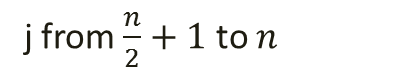 j from n/2 + 1 to n